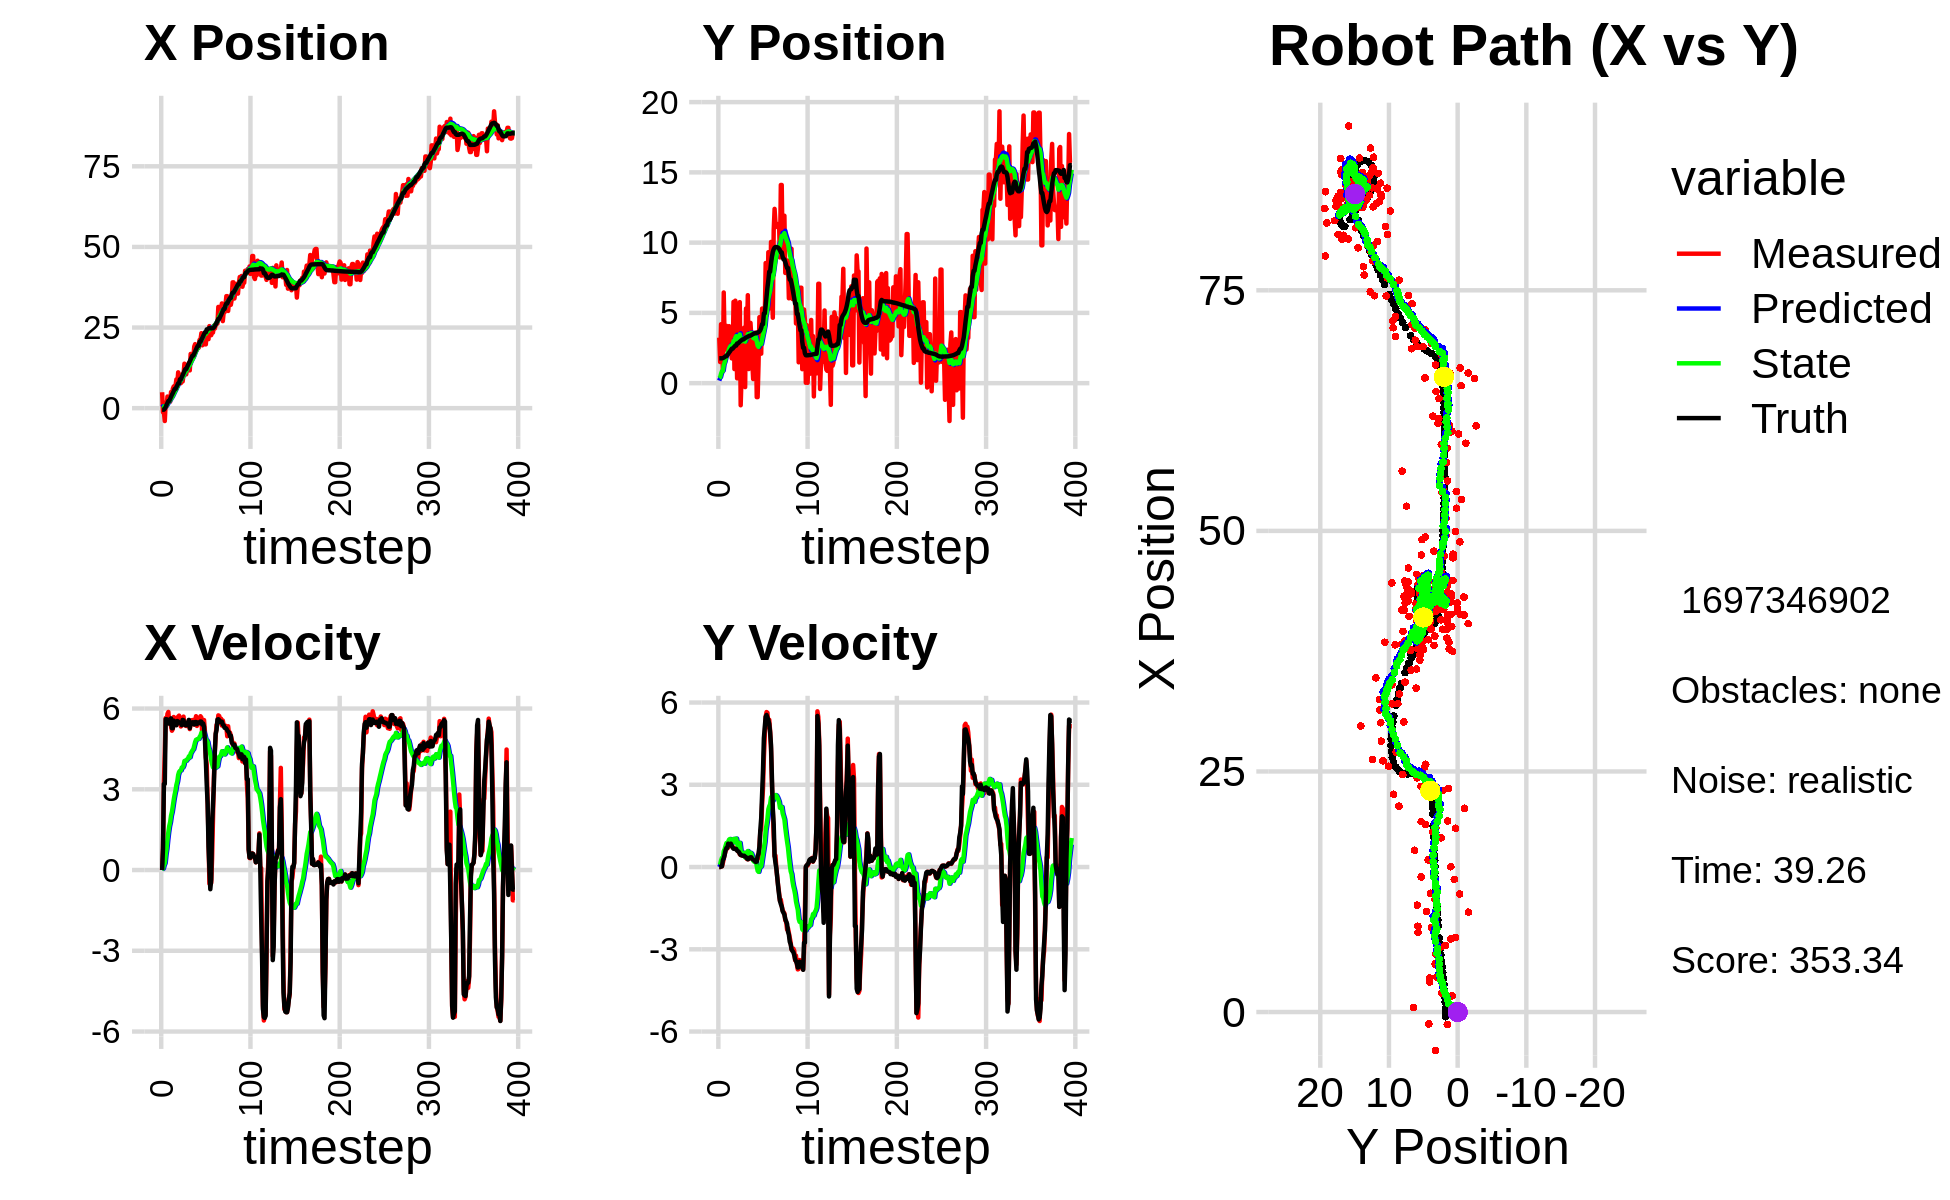 X Position
75
50
25
0
0
100
200
300
400
timestep
Y Position
20
15
10
5
0
0
100
200
300
400
timestep
X Velocity
6
3
0
-3
-6
0
100
200
300
400
timestep
Y Velocity
6
3
0
-3
-6
0
100
200
300
400
timestep
Robot Path (X vs Y)
X Position
75
50
25
0
20 10 0 -10 -20
Y Position
variable
Measured
Predicted
State
Truth
1697346902
Obstacles: none
Noise: realistic
Time: 39.26
Score: 353.34